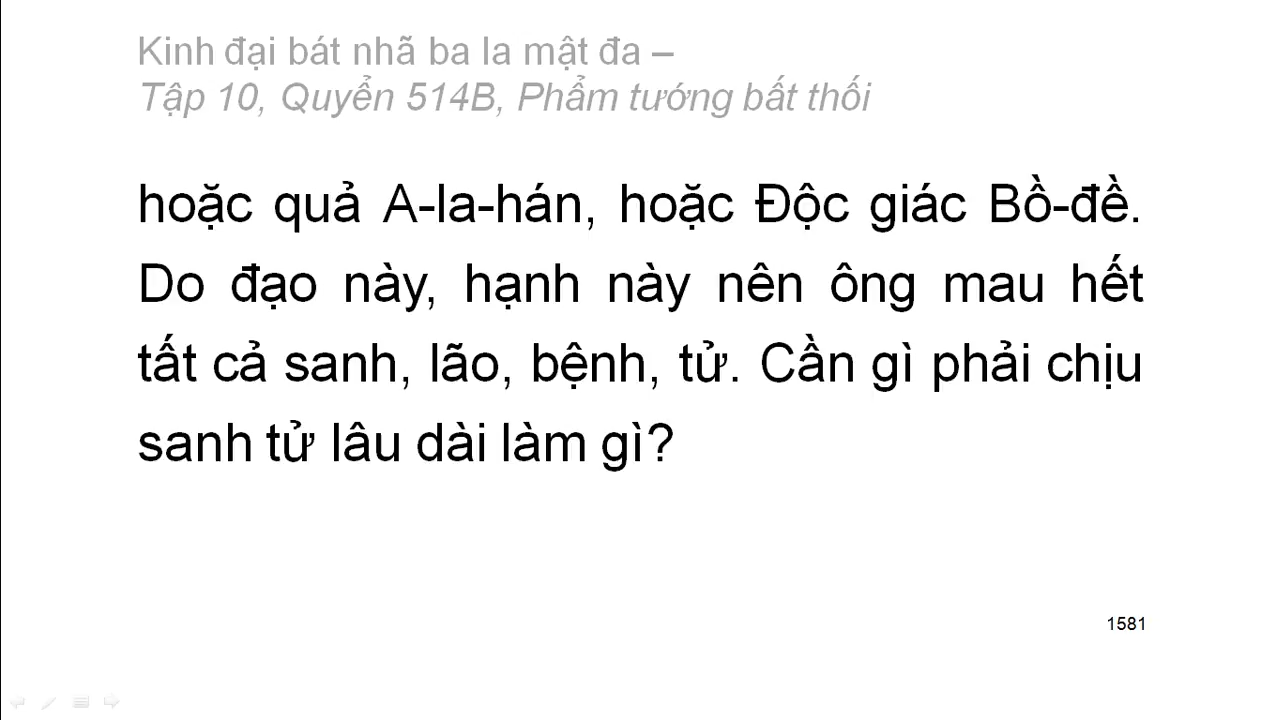 Kinh đại bát nhã ba la mật đa –
Tập 10, Quyển 514B, Phẩm tướng bất thối
hoặc quả A-la-hán, hoặc Độc giác Bồ-đề.
Do đạo này, hạnh này nên ông mau hết
tất cả sanh, lão, bệnh, tử. Cần gì phải chịu
sanh tử lâu dài làm gì?
1581